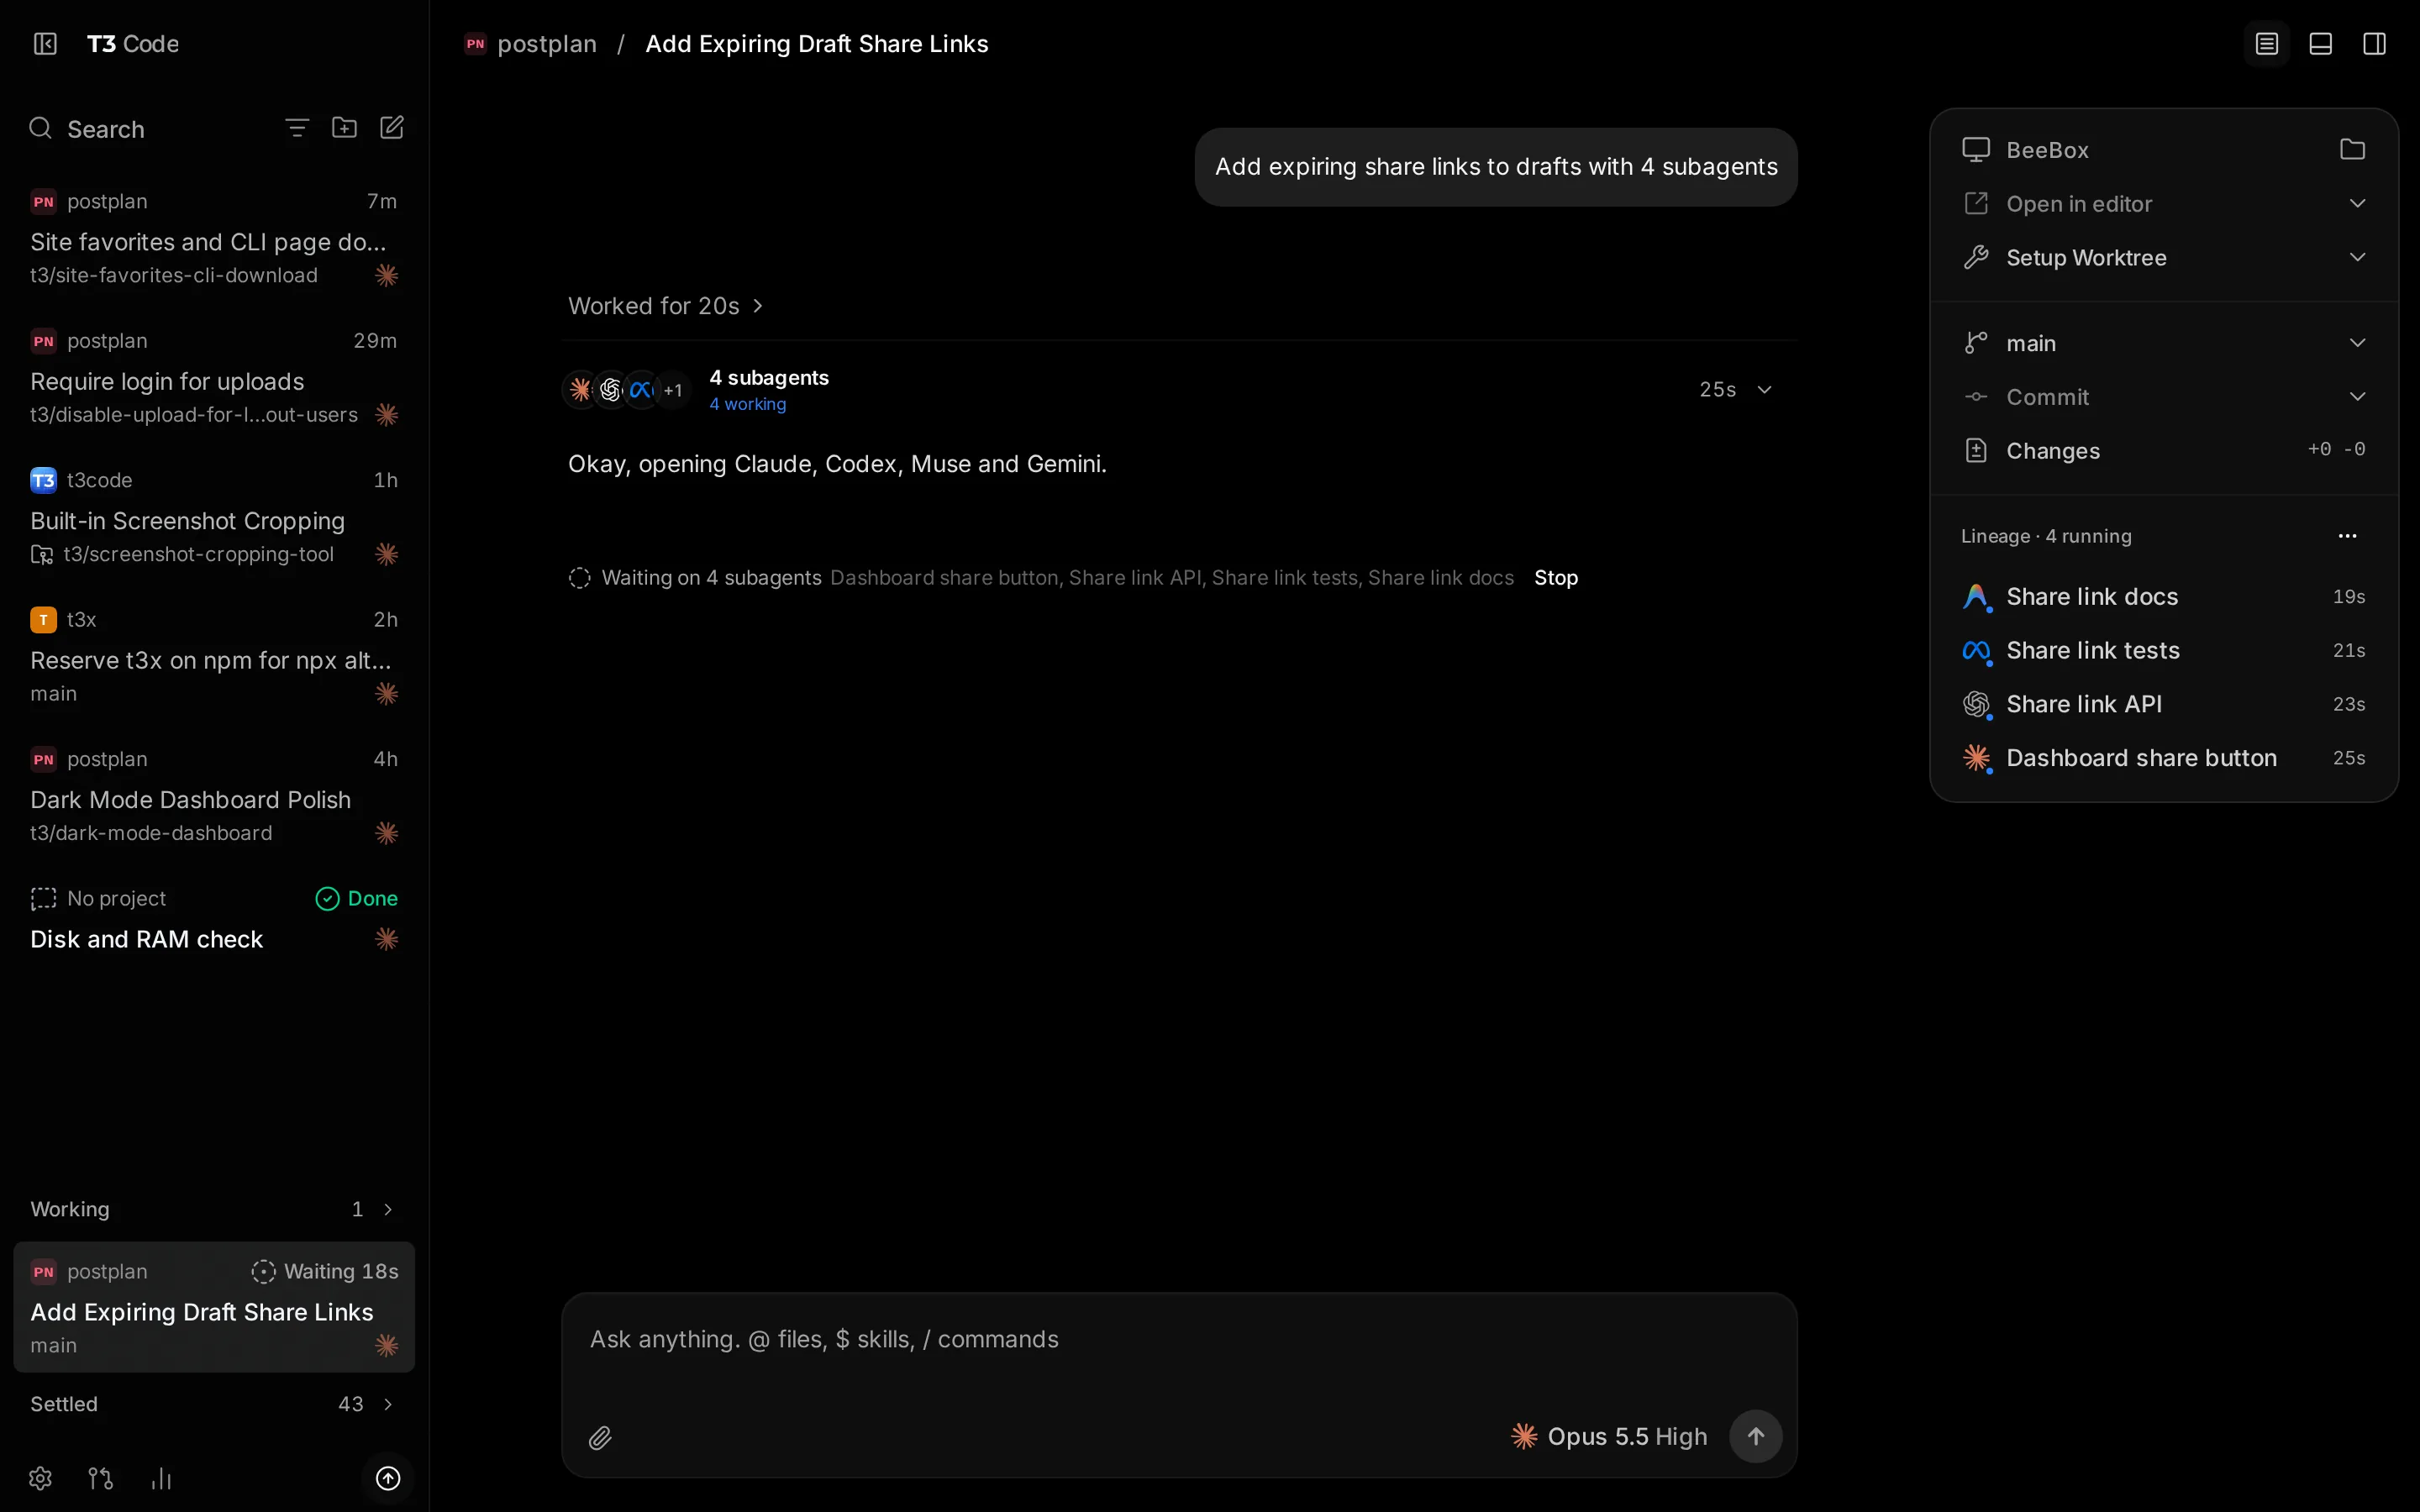 T3 Code
Search
PN postplan 7m
Site favorites and CLI page do...
t3/site-favorites-cli-download
PN postplan 29m
Require login for uploads
t3/disable-upload-for-l...out-users
T3 t3code 1h
Built-in Screenshot Cropping
t3/screenshot-cropping-tool
T t3x 2h
Reserve t3x on npm for npx alt...
main
PN postplan 4h
Dark Mode Dashboard Polish
t3/dark-mode-dashboard
No project Done
Disk and RAM check
Working 1
PN postplan Waiting 18s
Add Expiring Draft Share Links
main
Settled 43
PN postplan / Add Expiring Draft Share Links
Add expiring share links to drafts with 4 subagents
Worked for 20s
+1 4 subagents 25s
4 working
Okay, opening Claude, Codex, Muse and Gemini.
Waiting on 4 subagents Dashboard share button, Share link API, Share link tests, Share link docs Stop
Ask anything. @ files, $ skills, / commands
Opus 5.5 High
BeeBox
Open in editor
Setup Worktree
main
Commit
Changes +0 -0
Lineage · 4 running ...
Share link docs 19s
Share link tests 21s
Share link API 23s
Dashboard share button 25s